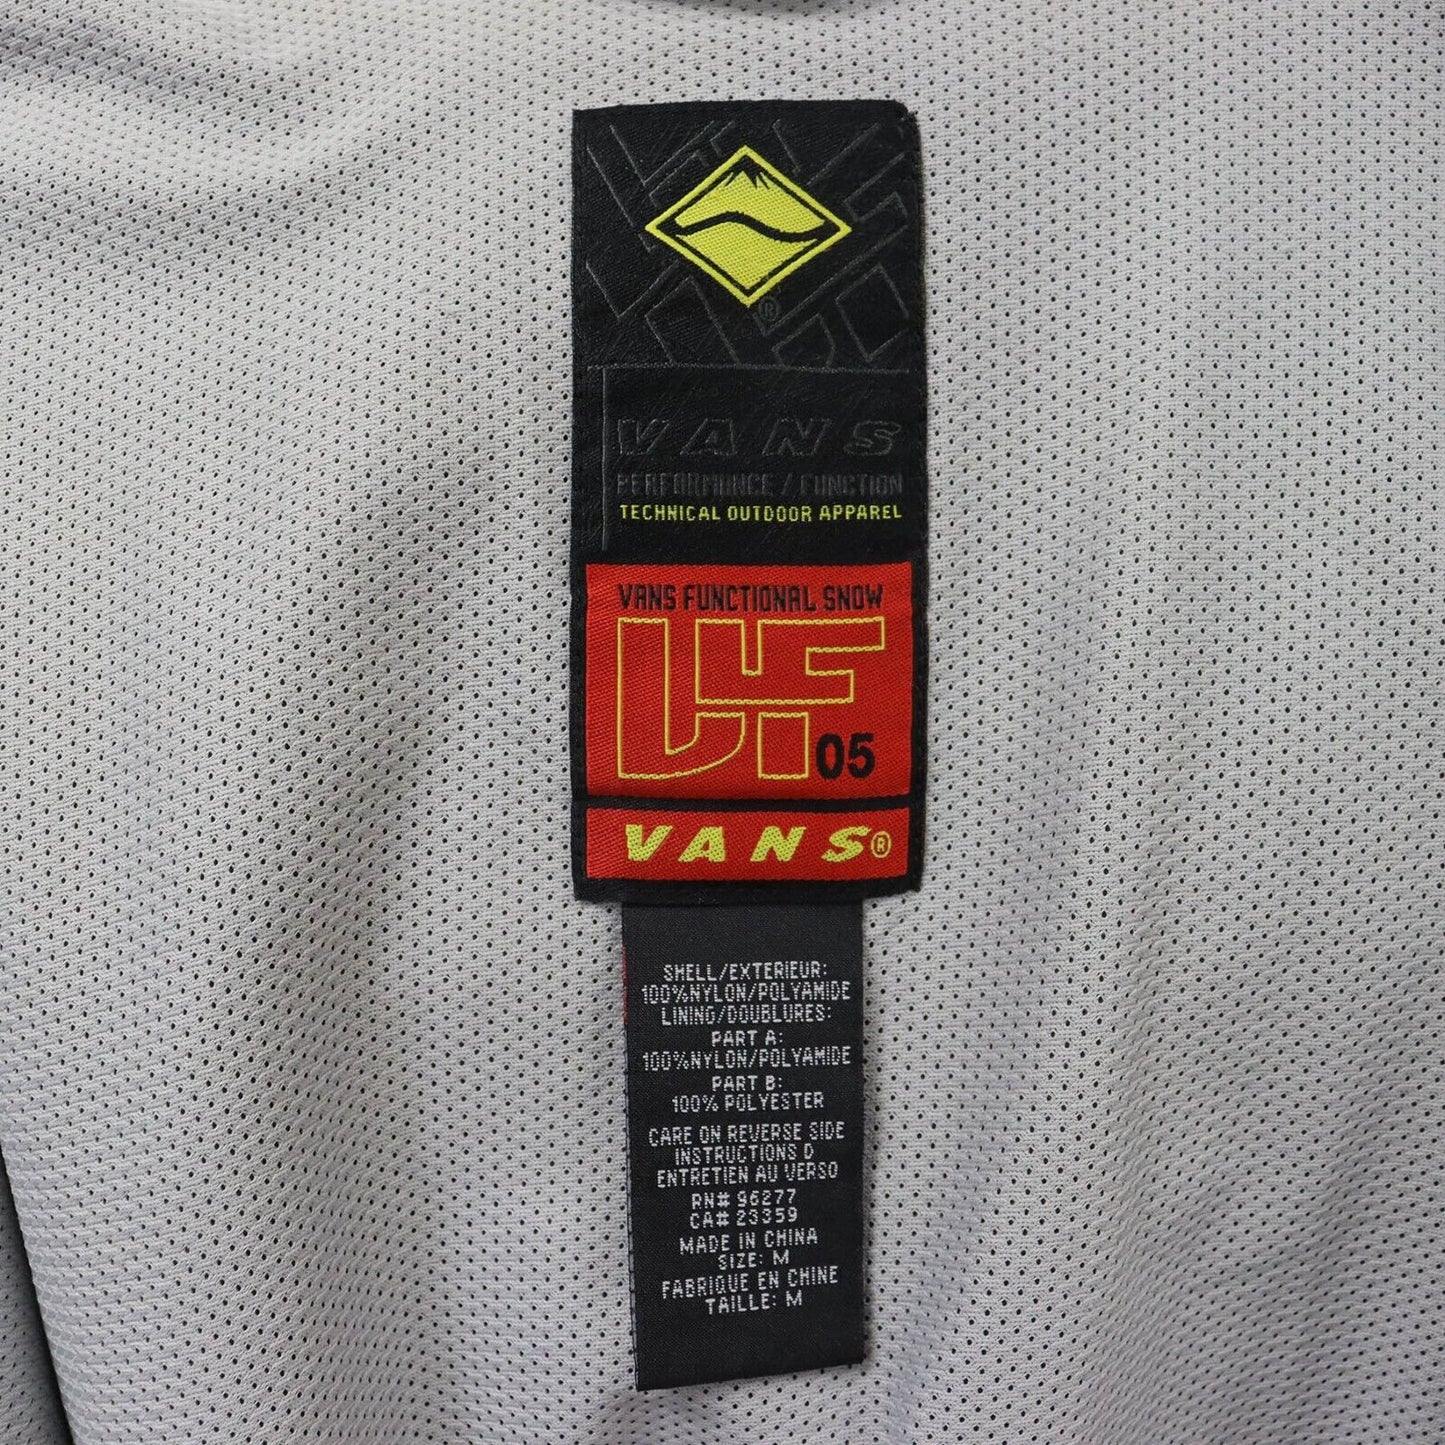 ®
VANS
PERFORMANCE / FUNCTION
TECHNICAL OUTDOOR APPAREL
VANS FUNCTIONAL SNOW
VF
05
VANS®
SHELL/EXTERIEUR:
100%NYLON/POLYAMIDE
LINING/DOUBLURES:
PART A:
100%NYLON/POLYAMIDE
PART B:
100% POLYESTER
CARE ON REVERSE SIDE
INSTRUCTIONS D
ENTRETIEN AU VERSO
RN# 96277
CA# 23359
MADE IN CHINA
SIZE: M
FABRIQUE EN CHINE
TAILLE: M